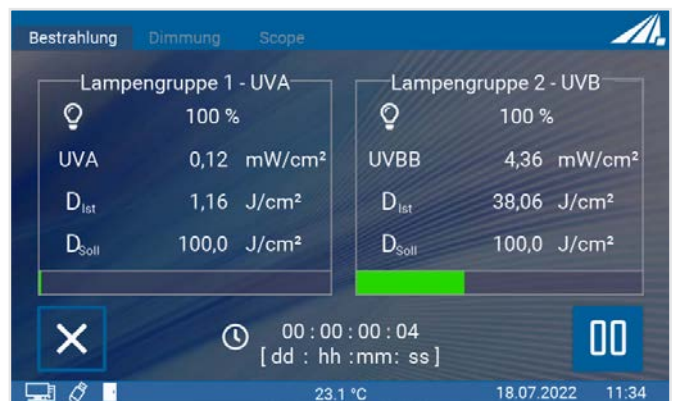 Bestrahlung Dimmung Scope
Lampengruppe 1 - UVA
100 %
UVA 0,12 mW/cm²
DIst 1,16 J/cm²
DSoll 100,0 J/cm²
Lampengruppe 2 - UVB
100 %
UVBB 4,36 mW/cm²
DIst 38,06 J/cm²
DSoll 100,0 J/cm²
00 : 00 : 00 : 04
[ dd : hh :mm: ss ]
23.1 °C 18.07.2022 11:34